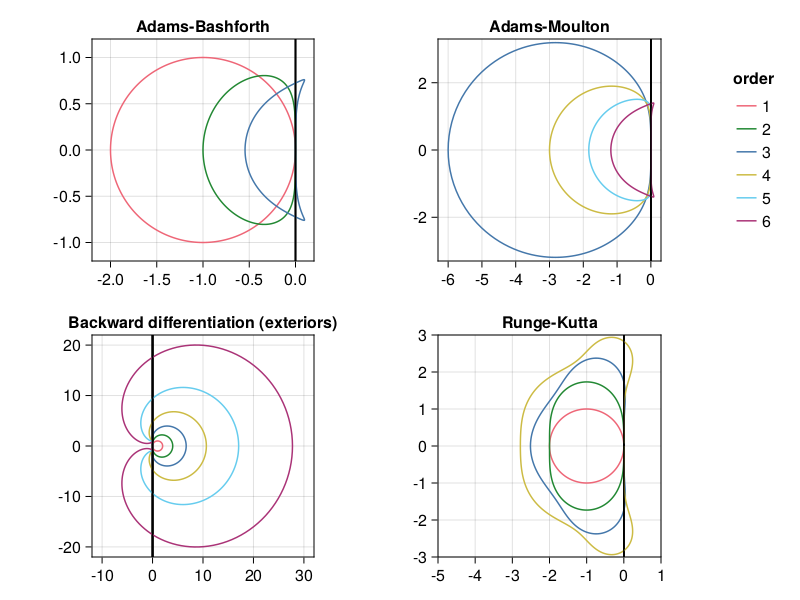 Adams-Bashforth
1.0
0.5
0.0
-0.5
-1.0
-2.0 -1.5 -1.0 -0.5 0.0
Adams-Moulton
2
0
-2
-6 -5 -4 -3 -2 -1 0
order
1
2
3
4
5
6
Backward differentiation (exteriors)
20
10
0
-10
-20
-10 0 10 20 30
Runge-Kutta
3
2
1
0
-1
-2
-3
-5 -4 -3 -2 -1 0 1